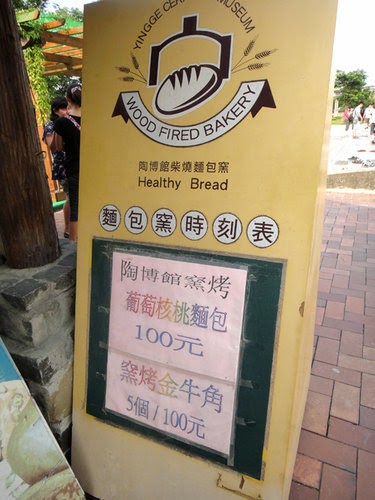 YINGGE CERAMICS MUSEUM
WOOD FIRED BAKERY
陶博館柴燒麵包窯
Healthy Bread
麵包窯時刻表
陶博館窯烤
葡萄核桃麵包
100元
窯烤金牛角
5個/100元